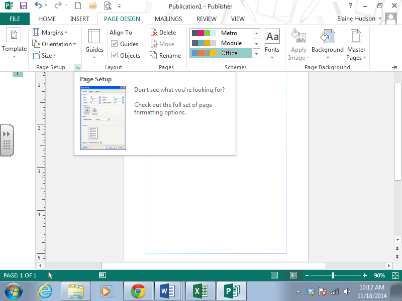 Publication1 - Publisher
FILE HOME INSERT PAGE DESIGN MAILINGS REVIEW VIEW Elaine Hudson
Template
Margins
Orientation
Size
Page Setup
Guides
Align To
Guides
Objects
Layout
Delete
Move
Rename
Pages
Metro
Module
Office
Schemes
Fonts
Apply Image
Background
Master Pages
Page Background
Page Setup
Don't see what you're looking for?
Check out the full set of page
formatting options.
PAGE: 1 OF 1
90%
10:12 AM
11/18/2014